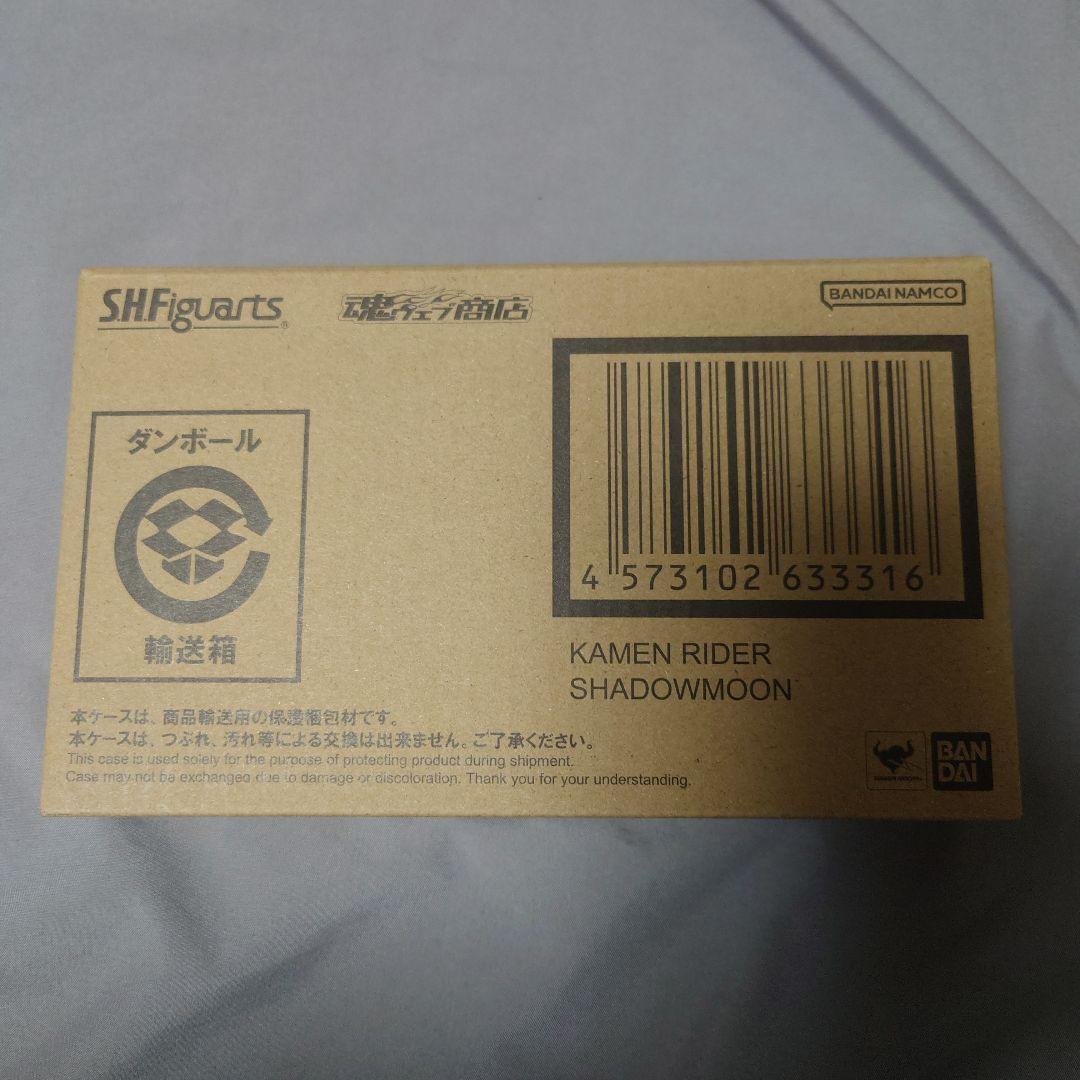 S.H.Figuarts®
魂ウェブ商店
BANDAI NAMCO
ダンボール
輸送箱
4 573102 633316
KAMEN RIDER
SHADOWMOON
本ケースは、商品輸送用の保護梱包材です。
本ケースは、つぶれ、汚れ等による交換は出来ません。ご了承ください。
This case is used solely for the purpose of protecting product during shipment.
Case may not be exchanged due to damage or discoloration. Thank you for your understanding.
BAN
DAI